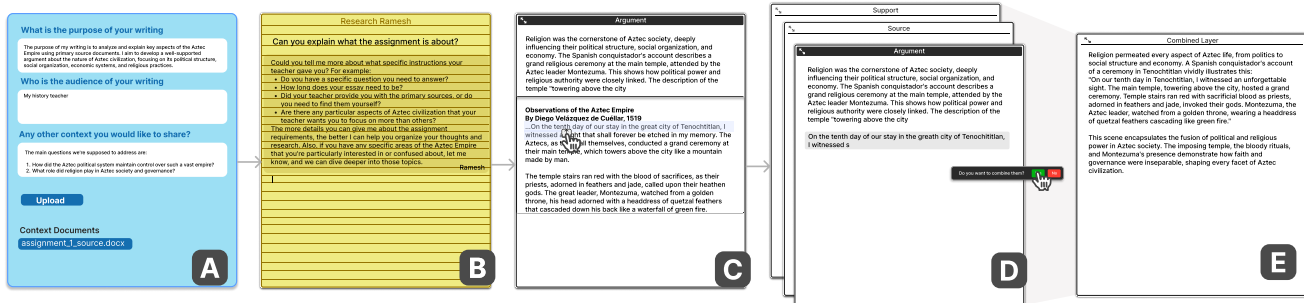 What is the purpose of your writing
The purpose of my writing is to analyze and explain key aspects of the Aztec
Empire using primary source documents. I aim to develop a well-supported
argument about the nature of Aztec civilization, focusing on its political structure,
social organization, economic systems, and religious practices.
Who is the audience of your writing
My history teacher
Any other context you would like to share?
The main questions we're supposed to address are:
1. How did the Aztec political system maintain control over such a vast empire?
2. What role did religion play in Aztec society and governance?
Upload
Context Documents
assignment_1_source.docx
A
Research Ramesh
Can you explain what the assignment is about?
Could you tell me more about what specific instructions your
teacher gave you? For example:
• Do you have a specific question you need to answer?
• How long does your essay need to be?
• Did your teacher provide you with the primary sources, or do
you need to find them yourself?
• Are there any particular aspects of Aztec civilization that your
teacher wants you to focus on more than others?
The more details you can give me about the assignment
requirements, the better I can help you organize your thoughts and
research. Also, if you have any specific areas of the Aztec Empire
that you're particularly interested in or confused about, let me
know, and we can dive deeper into those topics.
Ramesh
B
Argument
Religion was the cornerstone of Aztec society, deeply
influencing their political structure, social organization, and
economy. The Spanish conquistador's account describes a
grand religious ceremony at the main temple, attended by the
Aztec leader Montezuma. This shows how political power and
religious authority were closely linked. The description of the
temple "towering above the city
Observations of the Aztec Empire
By Diego Velázquez de Cuéllar, 1519
...On the tenth day of our stay in the great city of Tenochtitlan, I
witnessed that shall forever be etched in my memory. The
Aztecs, as themselves, conducted a grand ceremony at
their main temple, which towers above the city like a mountain
made by man.
The temple stairs ran red with the blood of sacrifices, as their
priests, adorned in feathers and jade, called upon their heathen
gods. The great leader, Montezuma, watched from a golden
throne, his head adorned with a headdress of quetzal feathers
that cascaded down his back like a waterfall of green fire.
C
Support
Source
Argument
Religion was the cornerstone of Aztec society, deeply
influencing their political structure, social organization, and
economy. The Spanish conquistador's account describes a
grand religious ceremony at the main temple, attended by the
Aztec leader Montezuma. This shows how political power and
religious authority were closely linked. The description of the
temple "towering above the city
On the tenth day of our stay in the greath city of Tenochtitlan,
I witnessed s
Do you want to combine them?
No
D
Combined Layer
Religion permeated every aspect of Aztec life, from politics to
social structure and economy. A Spanish conquistador's account
of a ceremony in Tenochtitlan vividly illustrates this:
"On our tenth day in Tenochtitlan, I witnessed an unforgettable
sight. The main temple, towering above the city, hosted a grand
ceremony. Temple stairs ran red with sacrificial blood as priests,
adorned in feathers and jade, invoked their gods. Montezuma, the
Aztec leader, watched from a golden throne, wearing a headdress
of quetzal feathers cascading like green fire."
This scene encapsulates the fusion of political and religious
power in Aztec society. The imposing temple, the bloody rituals,
and Montezuma's presence demonstrate how faith and
governance were inseparable, shaping every facet of Aztec
civilization.
E